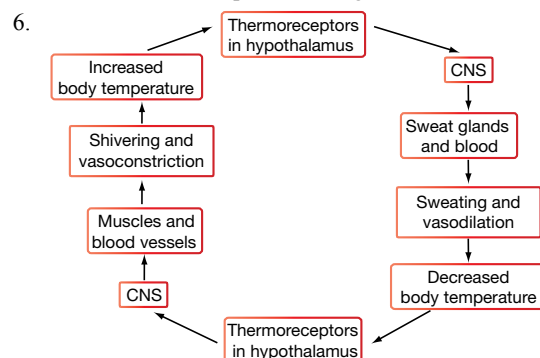 6.
Thermoreceptors
in hypothalamus
CNS
Sweat glands
and blood
Sweating and
vasodilation
Decreased
body temperature
Thermoreceptors
in hypothalamus
CNS
Muscles and
blood vessels
Shivering and
vasoconstriction
Increased
body temperature